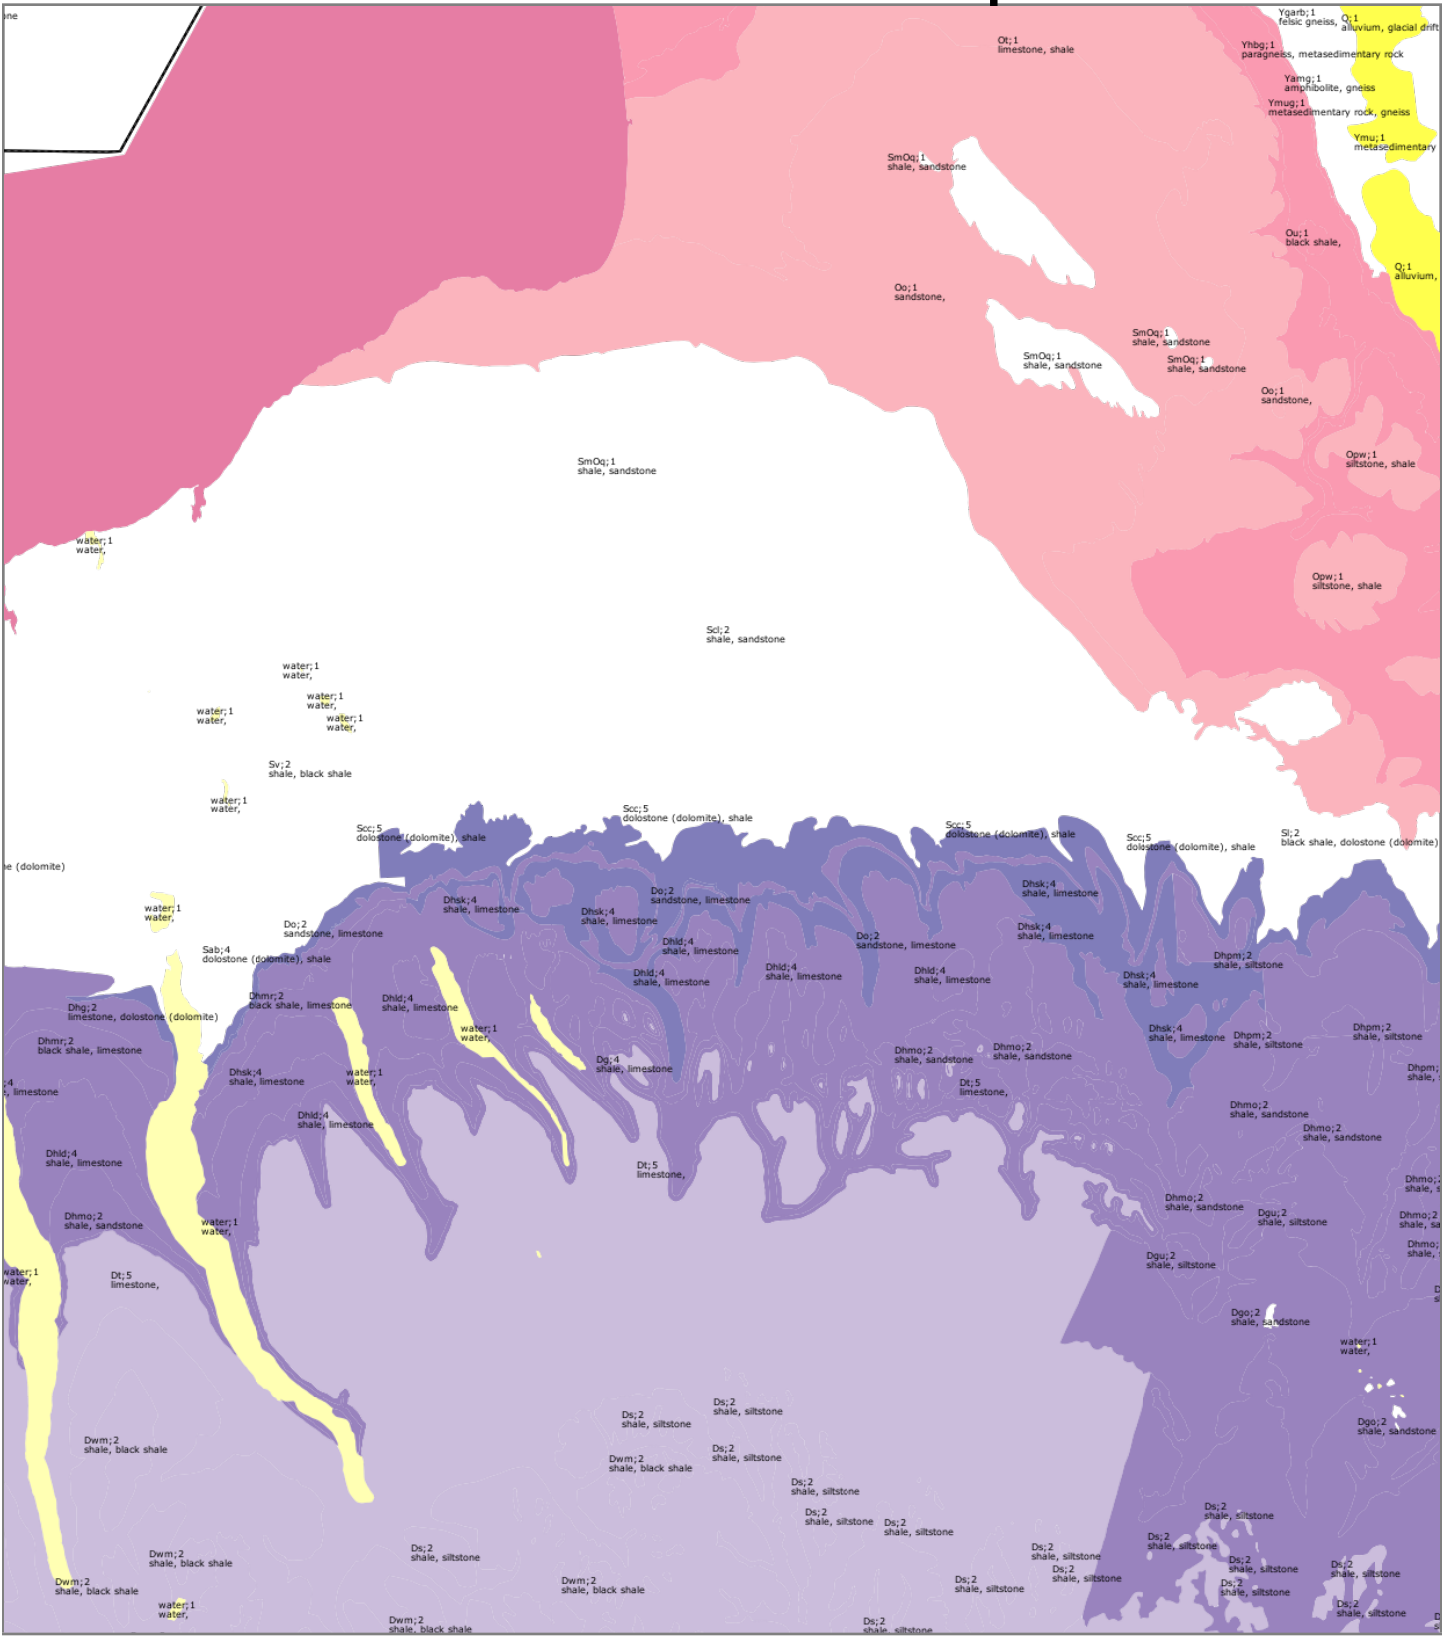 one
Ygarb;1
felsic gneiss,
Q;1
alluvium, glacial drift
Ot;1
limestone, shale
Yhbg;1
paragneiss, metasedimentary rock
Yamg;1
amphibolite, gneiss
Ymug;1
metasedimentary rock, gneiss
Ymu;1
metasedimentary
SmOq;1
shale, sandstone
Ou;1
black shale,
Q;1
alluvium,
Oo;1
sandstone,
SmOq;1
shale, sandstone
SmOq;1
shale, sandstone
SmOq;1
shale, sandstone
Oo;1
sandstone,
SmOq;1
shale, sandstone
Opw;1
siltstone, shale
water;1
water,
Opw;1
siltstone, shale
Scl;2
shale, sandstone
water;1
water,
water;1
water,
water;1
water,
water;1
water,
Sv;2
shale, black shale
water;1
water,
Scc;5
dolostone (dolomite), shale
Scc;5
dolostone (dolomite), shale
Scc;5
dolostone (dolomite), shale
Scc;5
dolostone (dolomite), shale
Sl;2
black shale, dolostone (dolomite)
ne (dolomite)
Dhsk;4
shale, limestone
Do;2
sandstone, limestone
Dhsk;4
shale, limestone
water;1
water,
Dhsk;4
shale, limestone
Do;2
sandstone, limestone
Dhsk;4
shale, limestone
Do;2
sandstone, limestone
Dhld;4
shale, limestone
Sab;4
dolostone (dolomite), shale
Dhpm;2
shale, siltstone
Dhld;4
shale, limestone
Dhld;4
shale, limestone
Dhld;4
shale, limestone
Dhsk;4
shale, limestone
Dhmr;2
black shale, limestone
Dhld;4
shale, limestone
Dhg;2
limestone, dolostone (dolomite)
water;1
water,
Dhsk;4
shale, limestone
Dhpm;2
shale, siltstone
Dhpm;2
shale, siltstone
Dhmr;2
black shale, limestone
Dg;4
shale, limestone
Dhmo;2
shale, sandstone
Dhmo;2
shale, sandstone
Dhsk;4
shale, limestone
water;1
water,
Dhpm;
shale,
;4
, limestone
Dt;5
limestone,
Dhld;4
shale, limestone
Dhmo;2
shale, sandstone
Dhmo;2
shale, sandstone
Dhld;4
shale, limestone
Dt;5
limestone,
Dhmo;2
shale, s
Dhmo;2
shale, sandstone
Dhmo;2
shale, sandstone
water;1
water,
Dgu;2
shale, siltstone
Dhmo;2
shale, sa
Dhmo;
shale,
Dgu;2
shale, siltstone
water;1
water,
Dt;5
limestone,
D
s
Dgo;2
shale, sandstone
water;1
water,
Ds;2
shale, siltstone
Ds;2
shale, siltstone
Dgo;2
shale, sandstone
Dwm;2
shale, black shale
Ds;2
shale, siltstone
Dwm;2
shale, black shale
Ds;2
shale, siltstone
Ds;2
shale, siltstone
Ds;2
shale, siltstone
Ds;2
shale, siltstone
Ds;2
shale, siltstone
Ds;2
shale, siltstone
Ds;2
shale, siltstone
Dwm;2
shale, black shale
Ds;2
shale, siltstone
Ds;2
shale, siltstone
Ds;2
shale, siltstone
Dwm;2
shale, black shale
Dwm;2
shale, black shale
Ds;2
shale, siltstone
Ds;2
shale, siltstone
water;1
water,
Ds;2
shale, siltstone
Dwm;2
shale, black shale
Ds;2
shale, siltstone
D
s